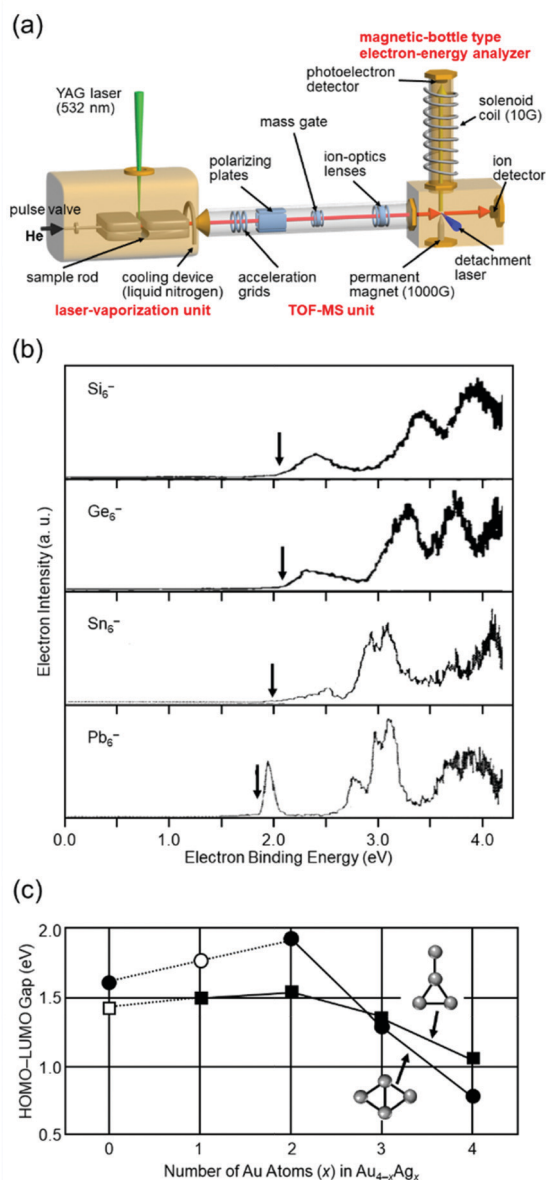 (a)
magnetic-bottle type
electron-energy analyzer
photoelectron
detector
YAG laser
(532 nm)
solenoid
coil (10G)
mass gate
polarizing
plates
ion-optics
lenses
ion
detector
pulse valve
He
sample rod
cooling device
(liquid nitrogen)
acceleration
grids
permanent
magnet (1000G)
detachment
laser
laser-vaporization unit
TOF-MS unit
(b)
Si₆⁻
Ge₆⁻
Sn₆⁻
Pb₆⁻
Electron Intensity (a. u.)
0.0 1.0 2.0 3.0 4.0
Electron Binding Energy (eV)
(c)
2.0
1.5
1.0
0.5
HOMO–LUMO Gap (eV)
0 1 2 3 4
Number of Au Atoms (x) in Au₄₋ₓAgₓ